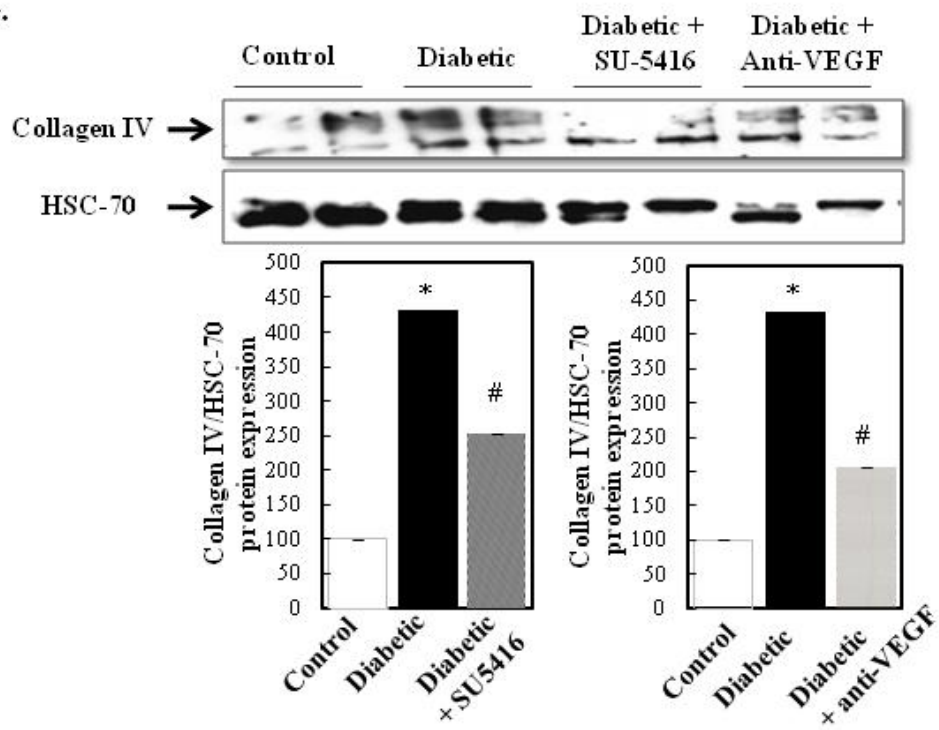 Control
Diabetic
Diabetic +
SU-5416
Diabetic +
Anti-VEGF
Collagen IV
HSC-70
Collagen IV/HSC-70
protein expression
500
450
400
350
300
250
200
150
100
50
0
*
#
Control
Diabetic
Diabetic
+ SU5416
Collagen IV/HSC-70
protein expression
500
450
400
350
300
250
200
150
100
50
0
*
#
Control
Diabetic
Diabetic
+ anti-VEGF